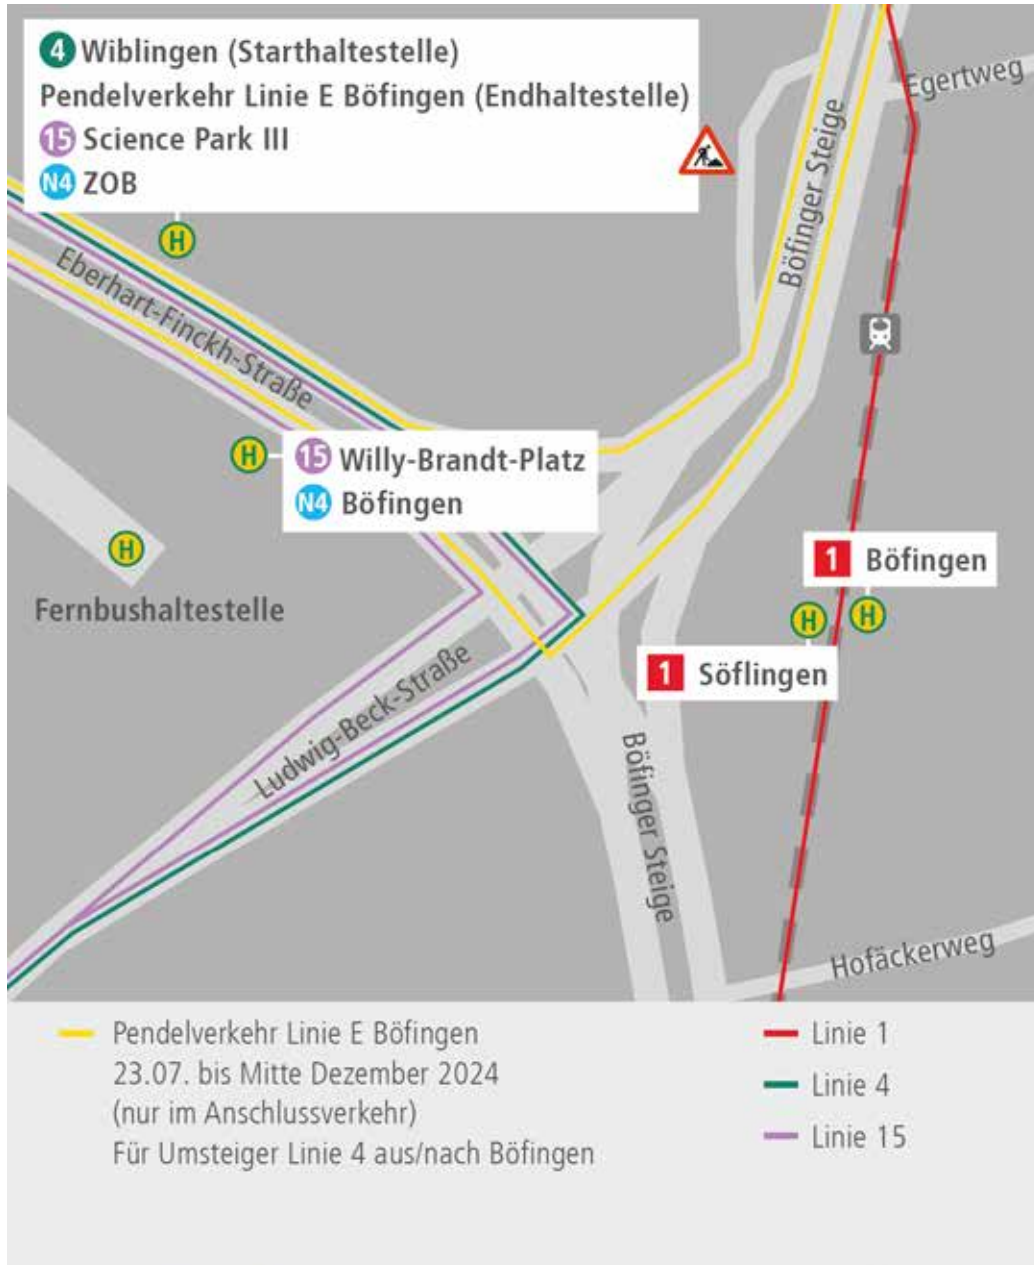 4 Wiblingen (Starthaltestelle)
Pendelverkehr Linie E Böfingen (Endhaltestelle)
15 Science Park III
N4 ZOB
Egertweg
Böfinger Steige
H
Eberhart-Finckh-Straße
H
15 Willy-Brandt-Platz
N4 Böfingen
H
Fernbushaltestelle
1 Böfingen
H
H
1 Söflingen
Ludwig-Beck-Straße
Böfinger Steige
Hofäckerweg
Pendelverkehr Linie E Böfingen
23.07. bis Mitte Dezember 2024
(nur im Anschlussverkehr)
Für Umsteiger Linie 4 aus/nach Böfingen
Linie 1
Linie 4
Linie 15